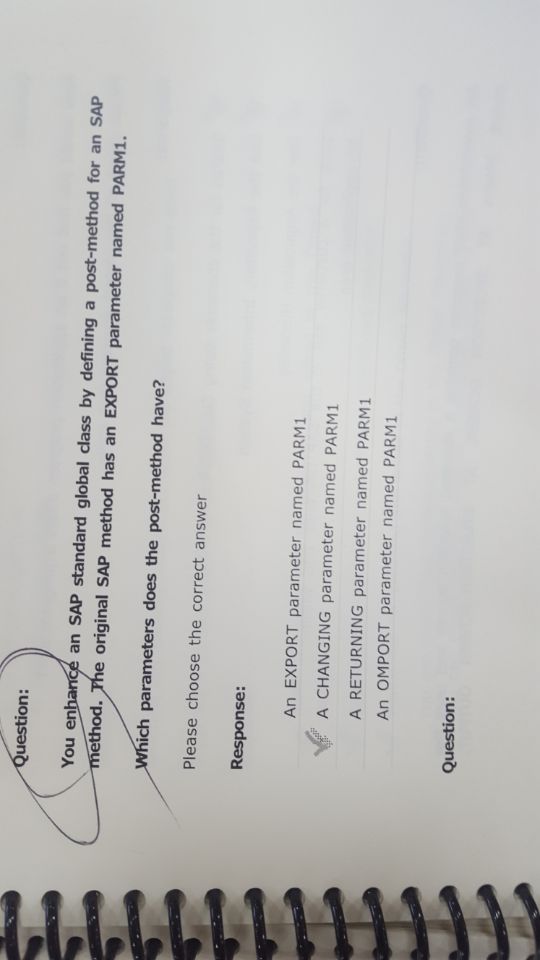 Question:
You enhance an SAP standard global class by defining a post-method for an SAP
method. The original SAP method has an EXPORT parameter named PARM1.
Which parameters does the post-method have?
Please choose the correct answer
Response:
An EXPORT parameter named PARM1
A CHANGING parameter named PARM1
A RETURNING parameter named PARM1
An OMPORT parameter named PARM1
Question: